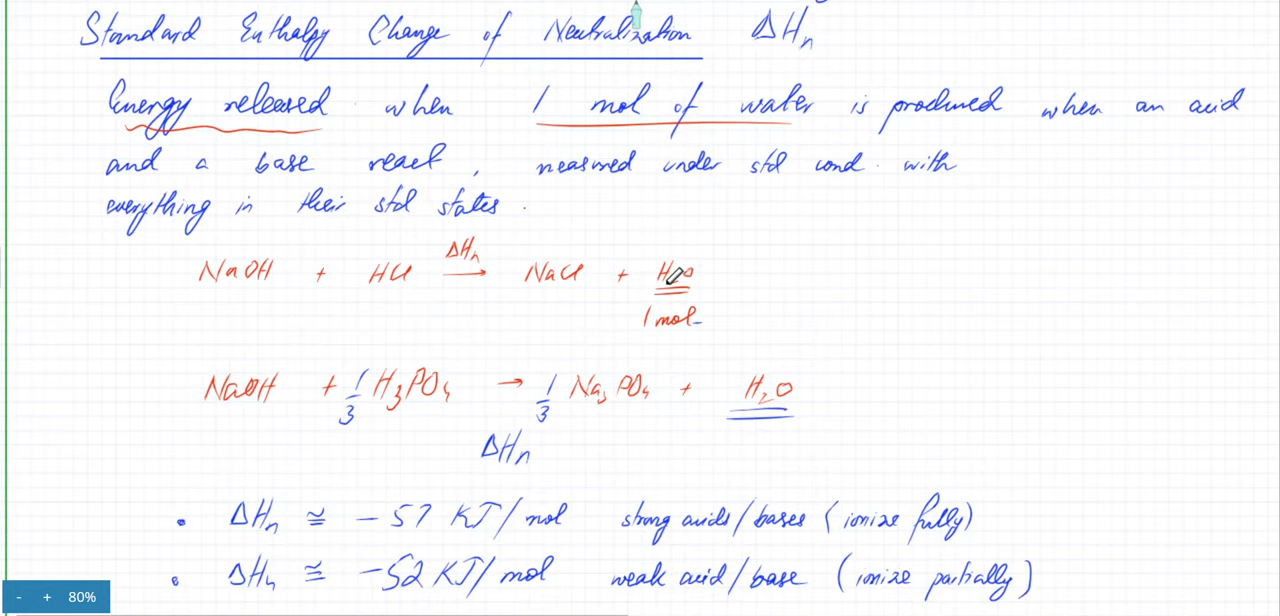 Standard Enthalpy Change of Neutralization ΔHn
Energy released when 1 mol of water is produced when an acid
and a base react, measured under std cond. with
everything in their std states.
NaOH + HCl ΔHn → NaCl + H₂O
1 mol
NaOH + 1/3 H₃PO₄ → 1/3 Na₃PO₄ + H₂O
ΔHn
• ΔHn ≅ -57 KJ/mol strong acids/bases (ionize fully)
• ΔHn ≅ -52 KJ/mol weak acid/base (ionize partially)
- + 80%